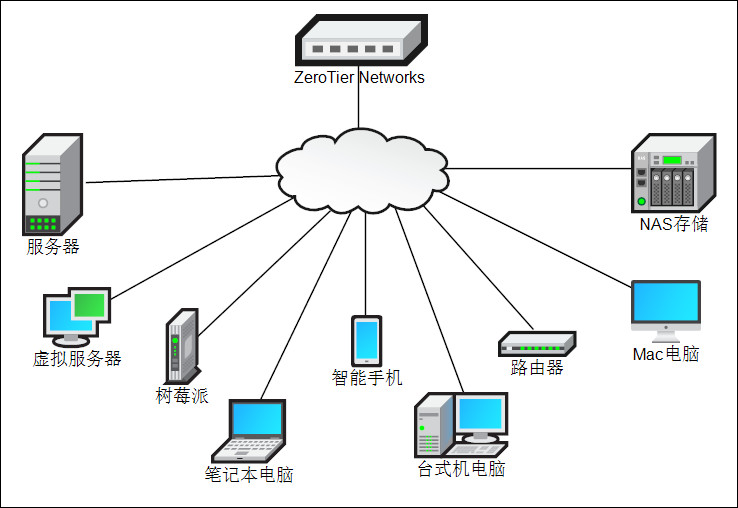 ZeroTier Networks
服务器
NAS存储
虚拟服务器
树莓派
笔记本电脑
智能手机
台式机电脑
路由器
Mac电脑